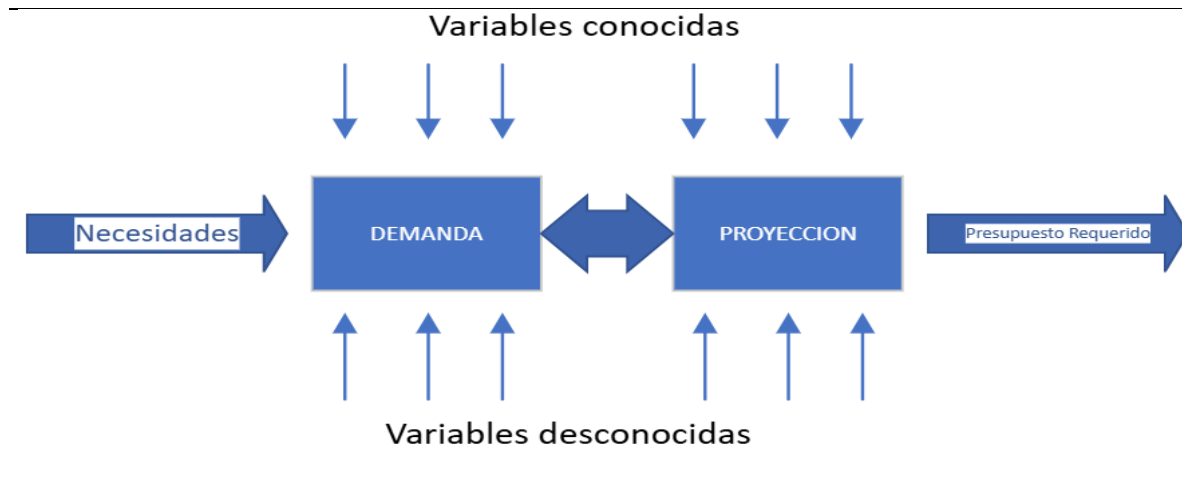 Variables conocidas
Necesidades
DEMANDA
PROYECCION
Presupuesto Requerido
Variables desconocidas